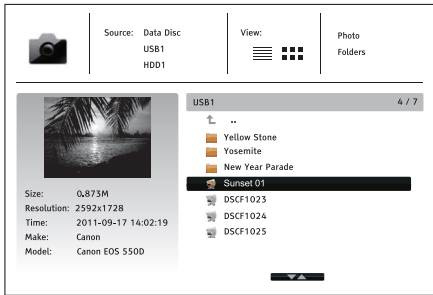 Source: Data Disc
USB1
HDD1
View:
Photo
Folders
USB1 4 / 7
..
Yellow Stone
Yosemite
New Year Parade
Sunset 01
DSCF1023
DSCF1024
DSCF1025
Size: 0.873M
Resolution: 2592x1728
Time: 2011-09-17 14:02:19
Make: Canon
Model: Canon EOS 550D